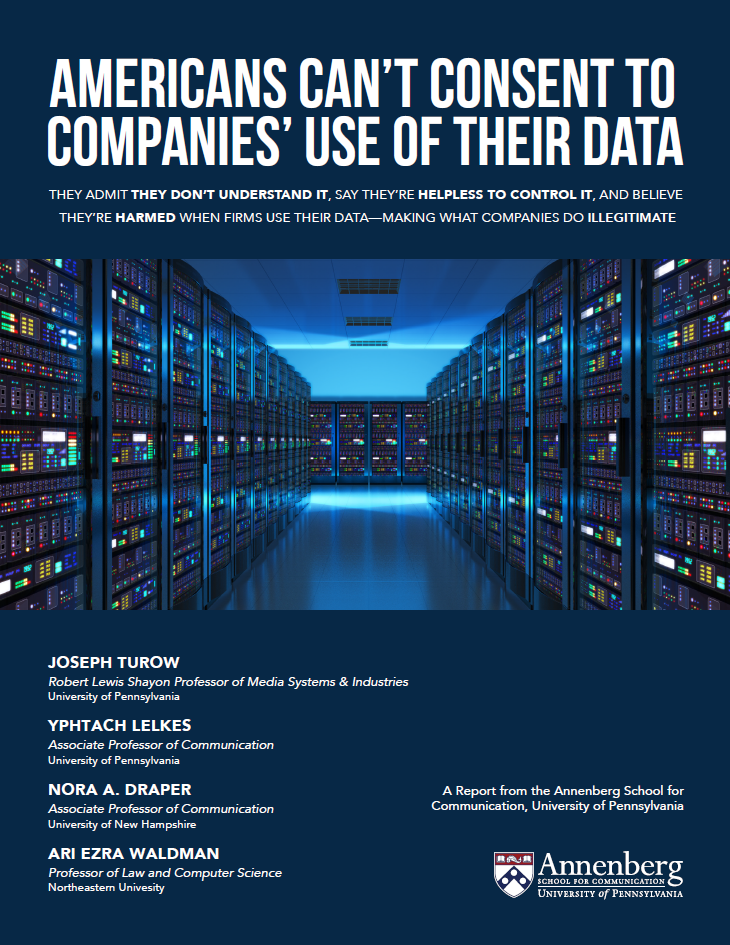 AMERICANS CAN'T CONSENT TO
COMPANIES' USE OF THEIR DATA
THEY ADMIT THEY DON'T UNDERSTAND IT, SAY THEY'RE HELPLESS TO CONTROL IT, AND BELIEVE
THEY'RE HARMED WHEN FIRMS USE THEIR DATA—MAKING WHAT COMPANIES DO ILLEGITIMATE
JOSEPH TUROW
Robert Lewis Shayon Professor of Media Systems & Industries
University of Pennsylvania
YPHTACH LELKES
Associate Professor of Communication
University of Pennsylvania
NORA A. DRAPER
Associate Professor of Communication
University of New Hampshire
ARI EZRA WALDMAN
Professor of Law and Computer Science
Northeastern Univesity
A Report from the Annenberg School for
Communication, University of Pennsylvania
Annenberg
SCHOOL FOR COMMUNICATION
UNIVERSITY of PENNSYLVANIA